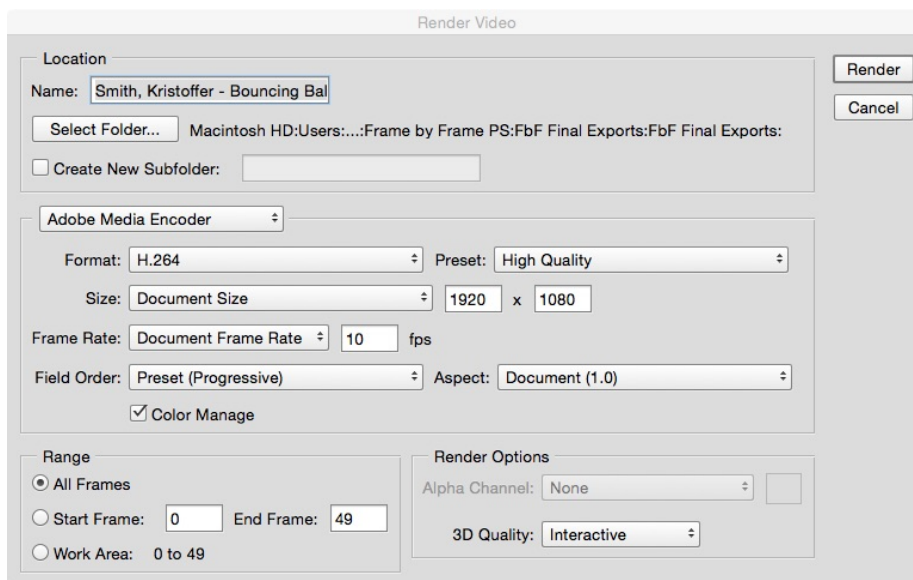 Render Video
Location
Name: Smith, Kristoffer - Bouncing Bal
Render
Select Folder... Macintosh HD:Users:...:Frame by Frame PS:FbF Final Exports:FbF Final Exports:
Cancel
Create New Subfolder:
Adobe Media Encoder
Format: H.264 Preset: High Quality
Size: Document Size 1920 x 1080
Frame Rate: Document Frame Rate 10 fps
Field Order: Preset (Progressive) Aspect: Document (1.0)
Color Manage
Range
All Frames
Start Frame: 0 End Frame: 49
Work Area: 0 to 49
Render Options
Alpha Channel: None
3D Quality: Interactive